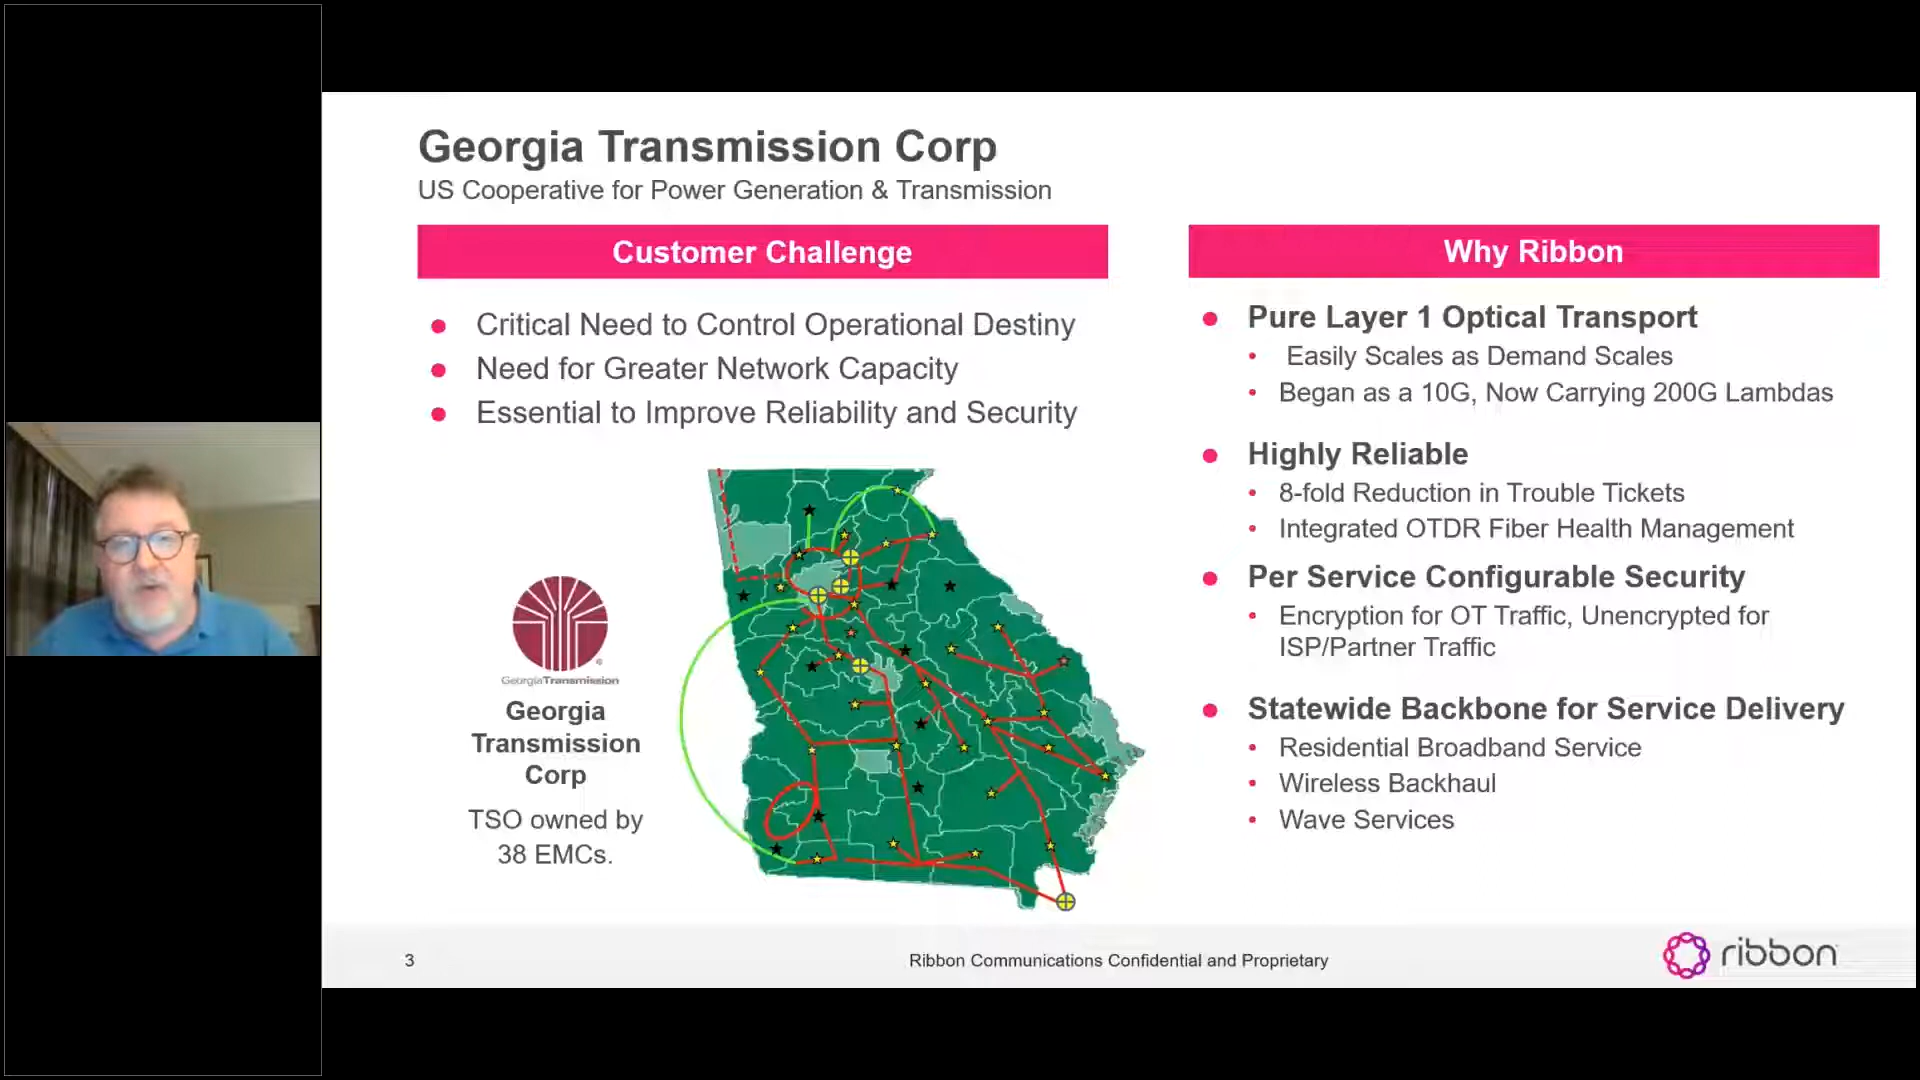 Georgia Transmission Corp
US Cooperative for Power Generation & Transmission
Customer Challenge
Critical Need to Control Operational Destiny
Need for Greater Network Capacity
Essential to Improve Reliability and Security
GeorgiaTransmission
Georgia
Transmission
Corp
TSO owned by
38 EMCs.
Why Ribbon
Pure Layer 1 Optical Transport
Easily Scales as Demand Scales
Began as a 10G, Now Carrying 200G Lambdas
Highly Reliable
8-fold Reduction in Trouble Tickets
Integrated OTDR Fiber Health Management
Per Service Configurable Security
Encryption for OT Traffic, Unencrypted for
ISP/Partner Traffic
Statewide Backbone for Service Delivery
Residential Broadband Service
Wireless Backhaul
Wave Services
3
Ribbon Communications Confidential and Proprietary
ribbon